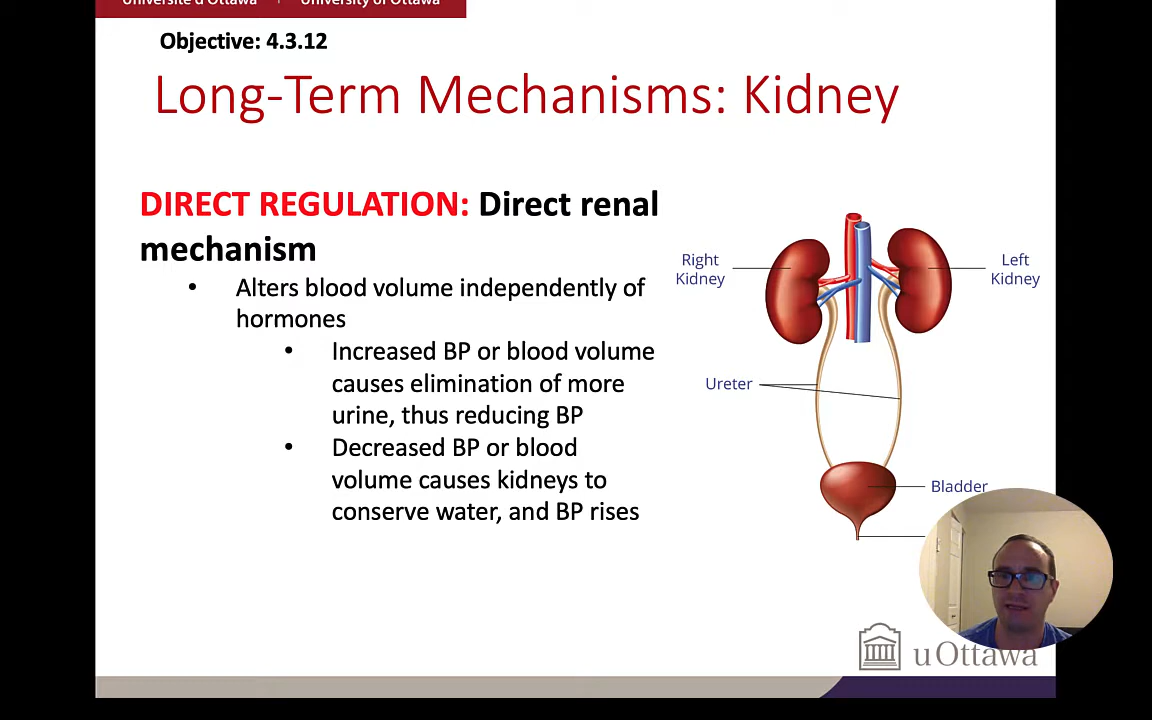 Université d'Ottawa | University of Ottawa
Objective: 4.3.12
Long-Term Mechanisms: Kidney
DIRECT REGULATION: Direct renal
mechanism
• Alters blood volume independently of
hormones
• Increased BP or blood volume
causes elimination of more
urine, thus reducing BP
• Decreased BP or blood
volume causes kidneys to
conserve water, and BP rises
Right
Kidney
Left
Kidney
Ureter
Bladder
uOttawa